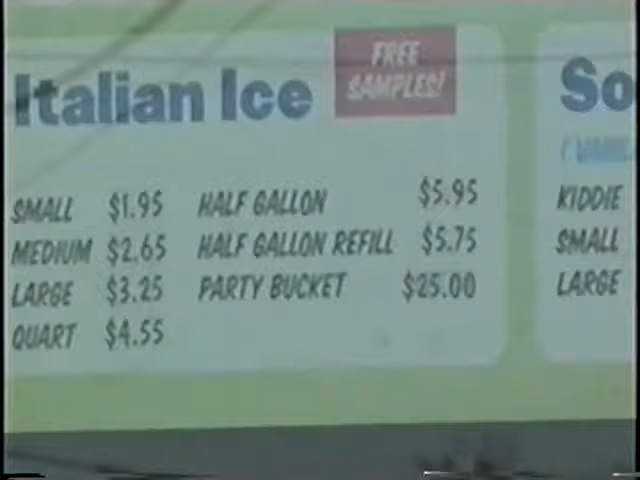 Italian Ice
FREE
SAMPLES!
SMALL $1.95
MEDIUM $2.65
LARGE $3.25
QUART $4.55
HALF GALLON $5.95
HALF GALLON REFILL $5.75
PARTY BUCKET $25.00
So
KIDDIE
SMALL
LARGE